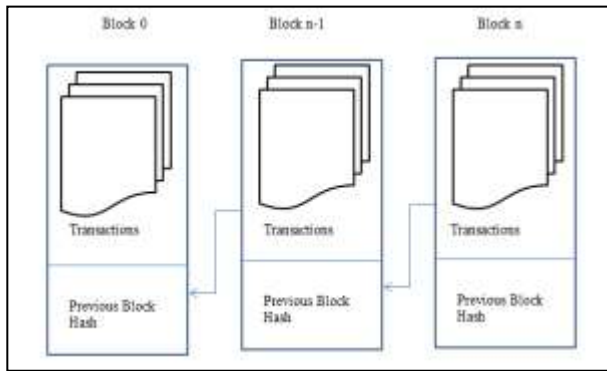 Block 0
Block n-1
Block n
Transactions
Transactions
Transactions
Previous Block
Hash
Previous Block
Hash
Previous Block
Hash